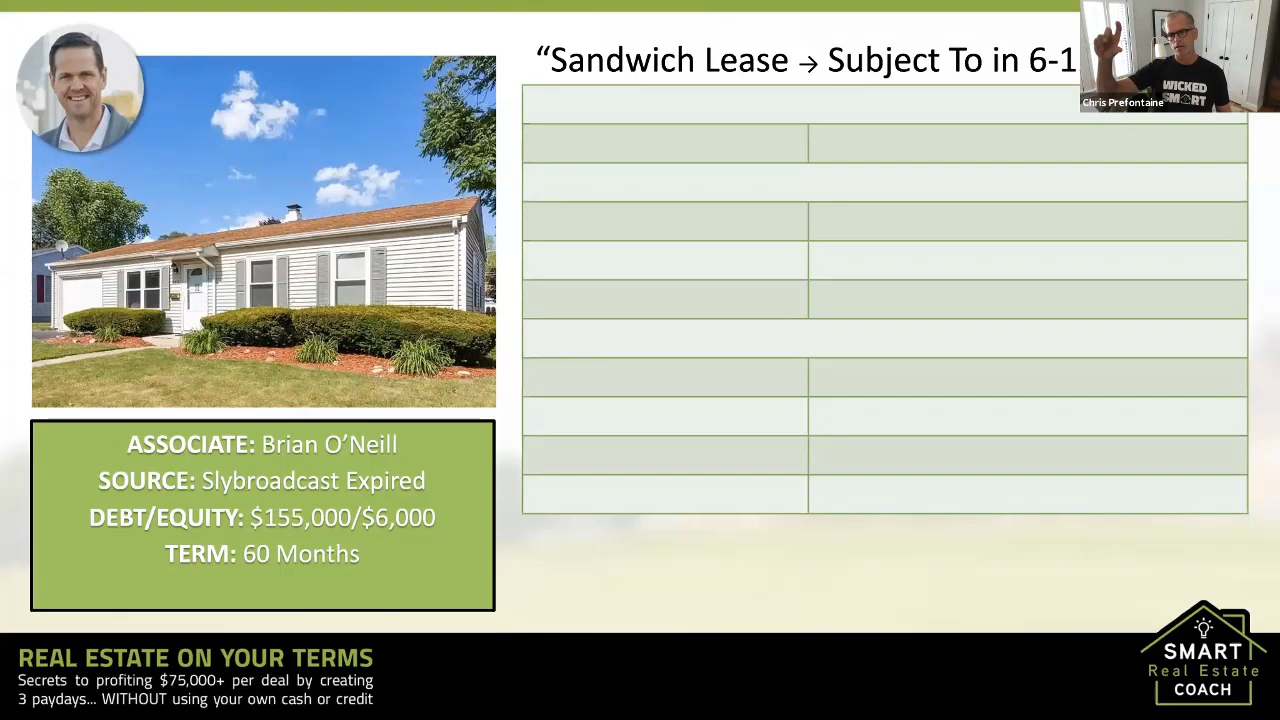 “Sandwich Lease → Subject To in 6-1
WICKED
SMART
Chris Prefontaine
ASSOCIATE: Brian O’Neill
SOURCE: Slybroadcast Expired
DEBT/EQUITY: $155,000/$6,000
TERM: 60 Months
REAL ESTATE ON YOUR TERMS
Secrets to profiting $75,000+ per deal by creating
3 paydays... WITHOUT using your own cash or credit
SMART
Real Estate
COACH